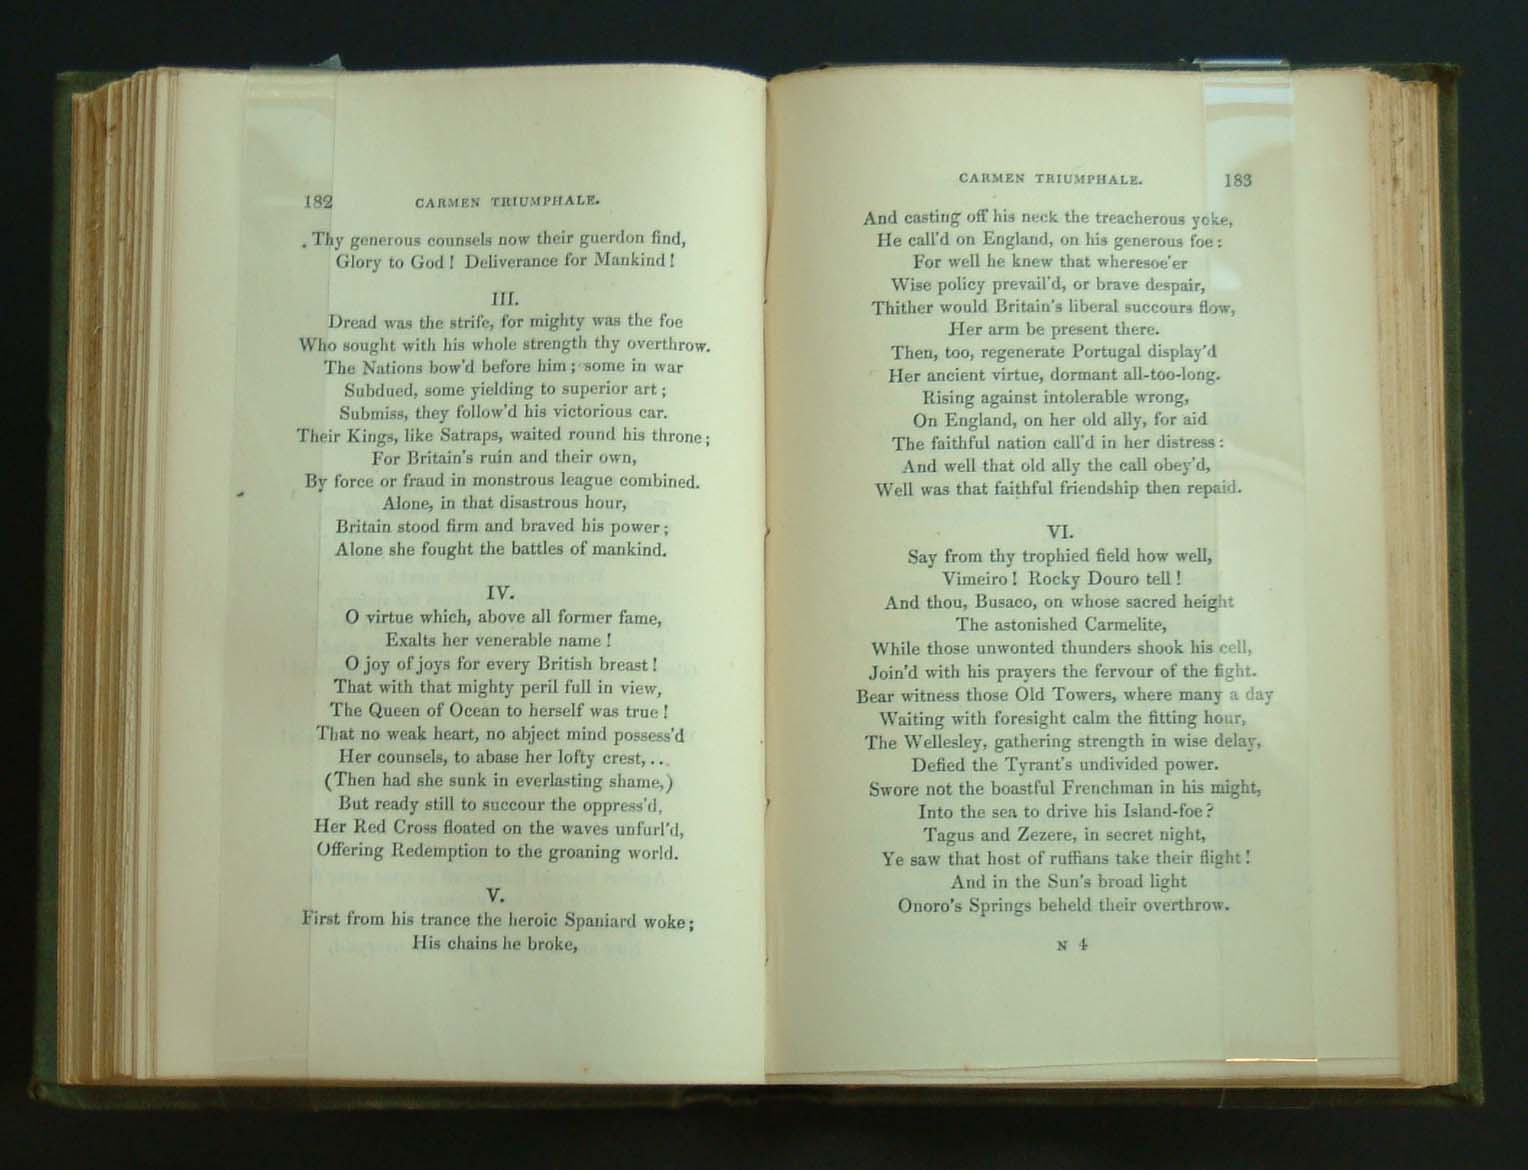 182 CARMEN TRIUMPHALE.
Thy generous counsels now their guerdon find,
Glory to God! Deliverance for Mankind!
III.
Dread was the strife, for mighty was the foe
Who sought with his whole strength thy overthrow.
The Nations bow'd before him; some in war
Subdued, some yielding to superior art;
Submiss, they follow'd his victorious car.
Their Kings, like Satraps, waited round his throne;
For Britain's ruin and their own,
By force or fraud in monstrous league combined.
Alone, in that disastrous hour,
Britain stood firm and braved his power;
Alone she fought the battles of mankind.
IV.
O virtue which, above all former fame,
Exalts her venerable name!
O joy of joys for every British breast!
That with that mighty peril full in view,
The Queen of Ocean to herself was true!
That no weak heart, no abject mind possess'd
Her counsels, to abase her lofty crest,..
(Then had she sunk in everlasting shame,)
But ready still to succour the oppress'd,
Her Red Cross floated on the waves unfurl'd,
Offering Redemption to the groaning world.
V.
First from his trance the heroic Spaniard woke;
His chains he broke,
CARMEN TRIUMPHALE. 183
And casting off his neck the treacherous yoke,
He call'd on England, on his generous foe:
For well he knew that wheresoe'er
Wise policy prevail'd, or brave despair,
Thither would Britain's liberal succours flow,
Her arm be present there.
Then, too, regenerate Portugal display'd
Her ancient virtue, dormant all-too-long.
Rising against intolerable wrong,
On England, on her old ally, for aid
The faithful nation call'd in her distress:
And well that old ally the call obey'd,
Well was that faithful friendship then repaid.
VI.
Say from thy trophied field how well,
Vimeiro! Rocky Douro tell!
And thou, Busaco, on whose sacred height
The astonished Carmelite,
While those unwonted thunders shook his cell,
Join'd with his prayers the fervour of the fight.
Bear witness those Old Towers, where many a day
Waiting with foresight calm the fitting hour,
The Wellesley, gathering strength in wise delay,
Defied the Tyrant's undivided power.
Swore not the boastful Frenchman in his might,
Into the sea to drive his Island-foe?
Tagus and Zezere, in secret night,
Ye saw that host of ruffians take their flight!
And in the Sun's broad light
Onoro's Springs beheld their overthrow.
N 4